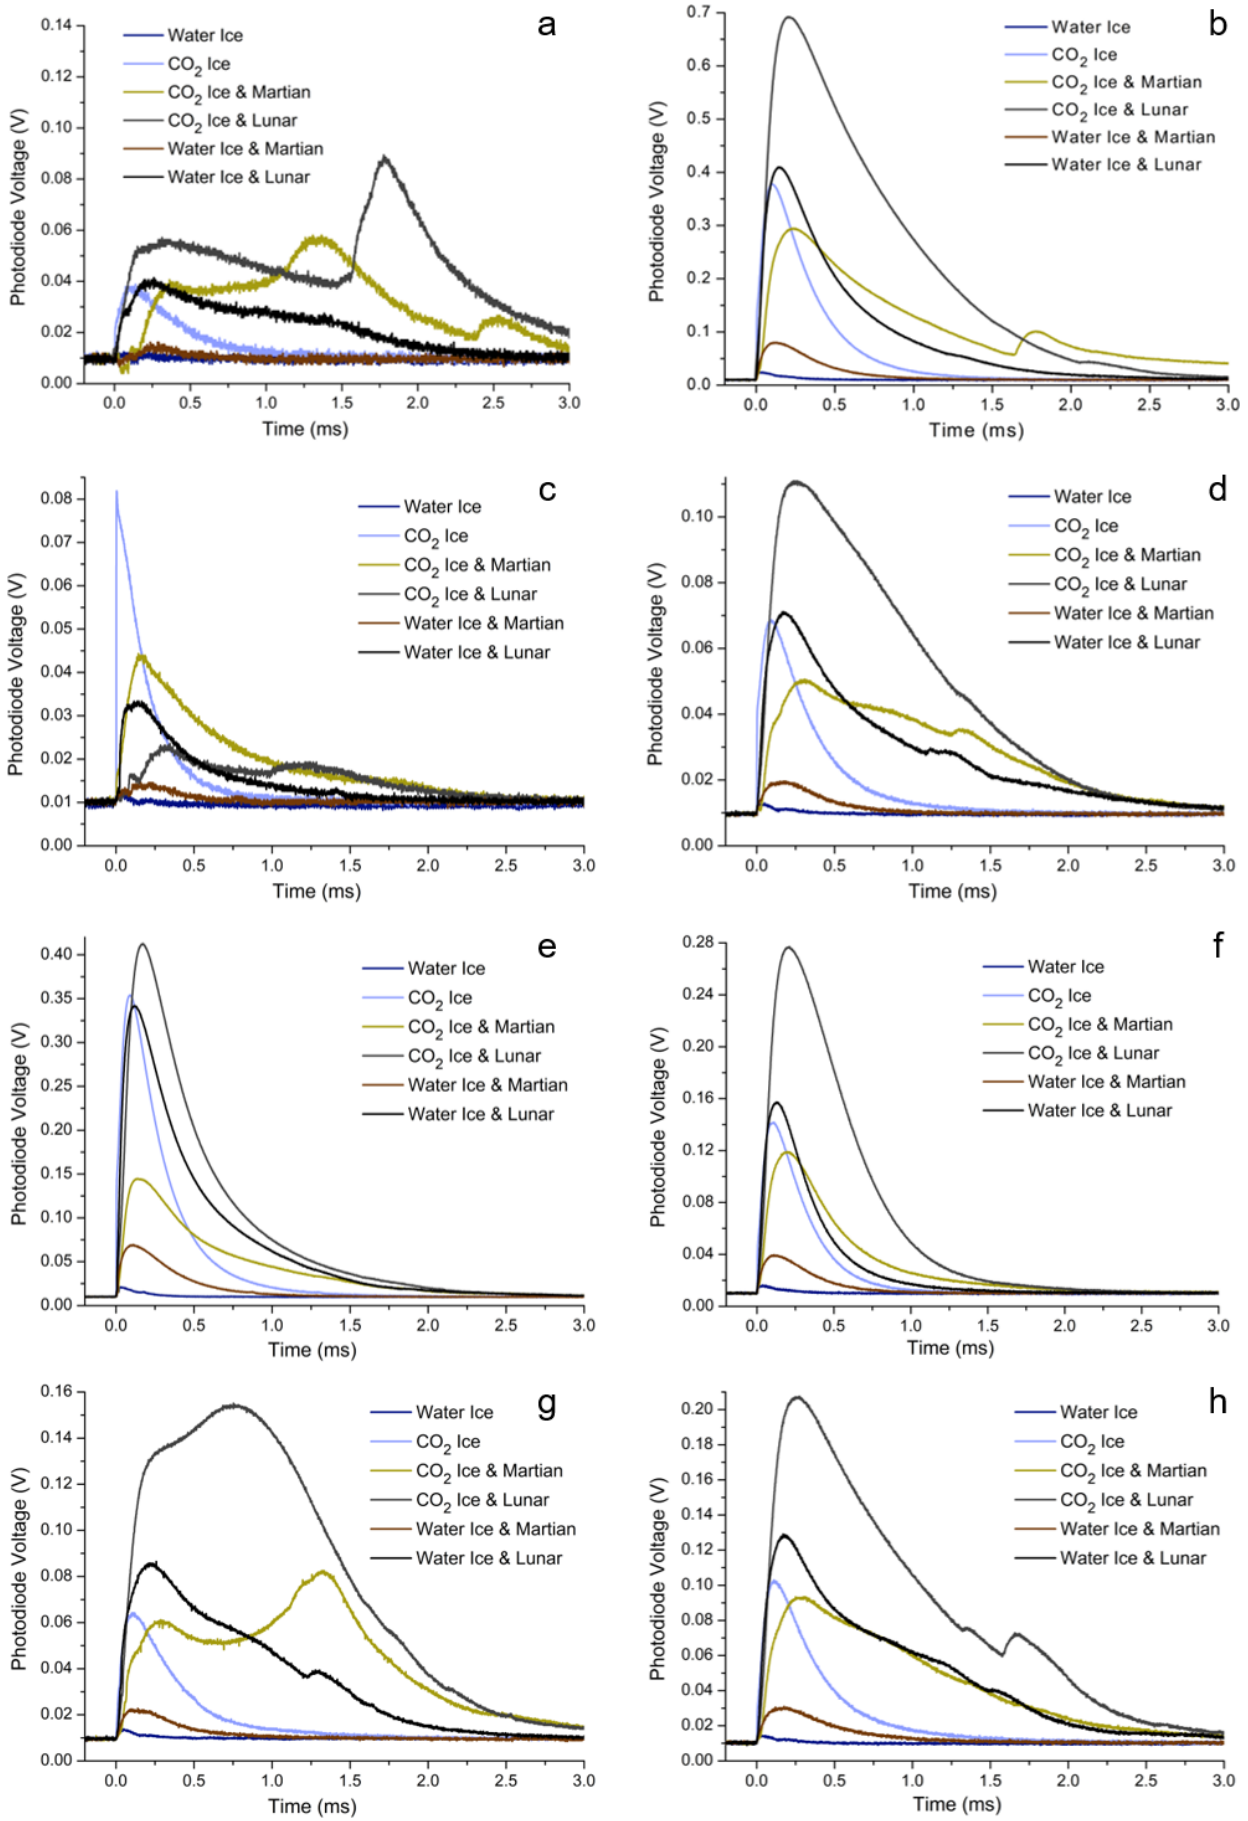 a
Water Ice
CO2 Ice
CO2 Ice & Martian
CO2 Ice & Lunar
Water Ice & Martian
Water Ice & Lunar
Photodiode Voltage (V)
0.14
0.12
0.10
0.08
0.06
0.04
0.02
0.00
0.0 0.5 1.0 1.5 2.0 2.5 3.0
Time (ms)
b
Water Ice
CO2 Ice
CO2 Ice & Martian
CO2 Ice & Lunar
Water Ice & Martian
Water Ice & Lunar
Photodiode Voltage (V)
0.7
0.6
0.5
0.4
0.3
0.2
0.1
0.0
0.0 0.5 1.0 1.5 2.0 2.5 3.0
Time (ms)
c
Water Ice
CO2 Ice
CO2 Ice & Martian
CO2 Ice & Lunar
Water Ice & Martian
Water Ice & Lunar
Photodiode Voltage (V)
0.08
0.07
0.06
0.05
0.04
0.03
0.02
0.01
0.00
0.0 0.5 1.0 1.5 2.0 2.5 3.0
Time (ms)
d
Water Ice
CO2 Ice
CO2 Ice & Martian
CO2 Ice & Lunar
Water Ice & Martian
Water Ice & Lunar
Photodiode Voltage (V)
0.10
0.08
0.06
0.04
0.02
0.00
0.0 0.5 1.0 1.5 2.0 2.5 3.0
Time (ms)
e
Water Ice
CO2 Ice
CO2 Ice & Martian
CO2 Ice & Lunar
Water Ice & Martian
Water Ice & Lunar
Photodiode Voltage (V)
0.40
0.35
0.30
0.25
0.20
0.15
0.10
0.05
0.00
0.0 0.5 1.0 1.5 2.0 2.5 3.0
Time (ms)
f
Water Ice
CO2 Ice
CO2 Ice & Martian
CO2 Ice & Lunar
Water Ice & Martian
Water Ice & Lunar
Photodiode Voltage (V)
0.28
0.24
0.20
0.16
0.12
0.08
0.04
0.00
0.0 0.5 1.0 1.5 2.0 2.5 3.0
Time (ms)
g
Water Ice
CO2 Ice
CO2 Ice & Martian
CO2 Ice & Lunar
Water Ice & Martian
Water Ice & Lunar
Photodiode Voltage (V)
0.16
0.14
0.12
0.10
0.08
0.06
0.04
0.02
0.00
0.0 0.5 1.0 1.5 2.0 2.5 3.0
Time (ms)
h
Water Ice
CO2 Ice
CO2 Ice & Martian
CO2 Ice & Lunar
Water Ice & Martian
Water Ice & Lunar
Photodiode Voltage (V)
0.20
0.18
0.16
0.14
0.12
0.10
0.08
0.06
0.04
0.02
0.00
0.0 0.5 1.0 1.5 2.0 2.5 3.0
Time (ms)